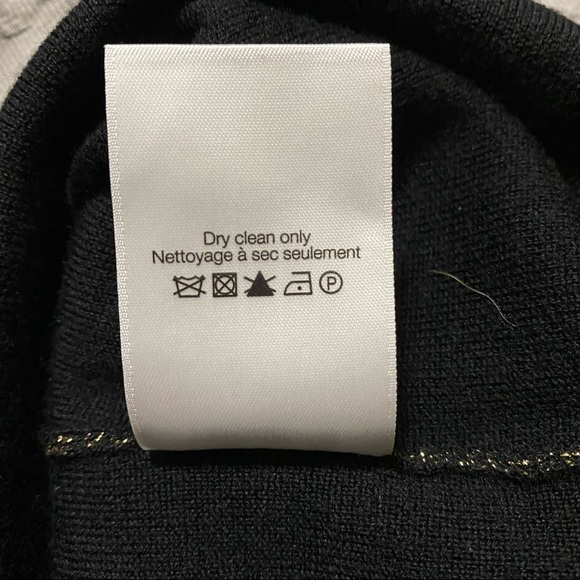 Dry clean only
Nettoyage à sec seulement
P